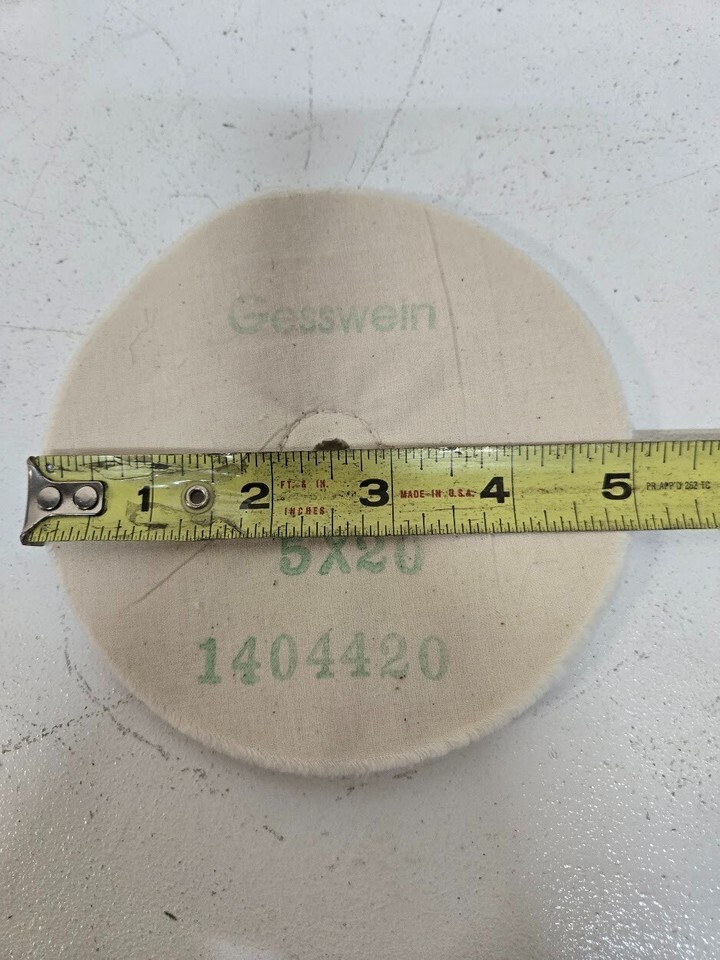 Gesswein
1 2 FT. & IN. 3 MADE-IN U.S.A. 4 5
INCHES
5X20
1404420